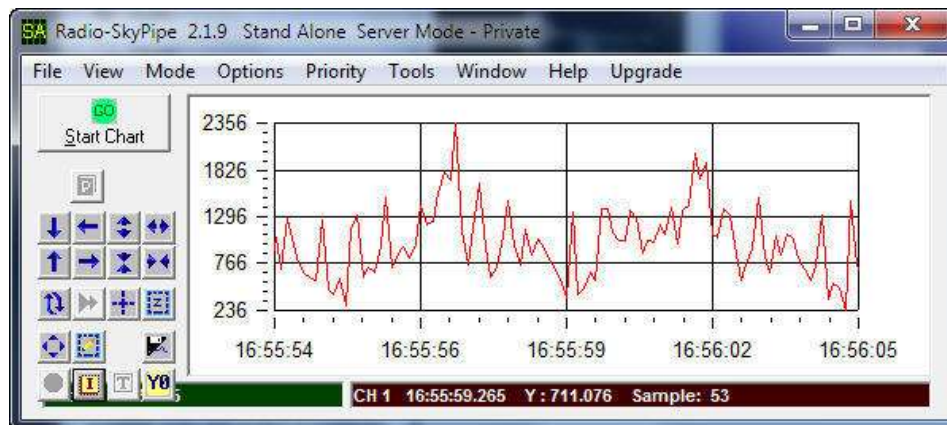 SA Radio-SkyPipe 2.1.9 Stand Alone Server Mode - Private
File View Mode Options Priority Tools Window Help Upgrade
GO
Start Chart
P
2356
1826
1296
766
236
16:55:54 16:55:56 16:55:59 16:56:02 16:56:05
Z
I T Y0
CH 1 16:55:59.265 Y : 711.076 Sample: 53